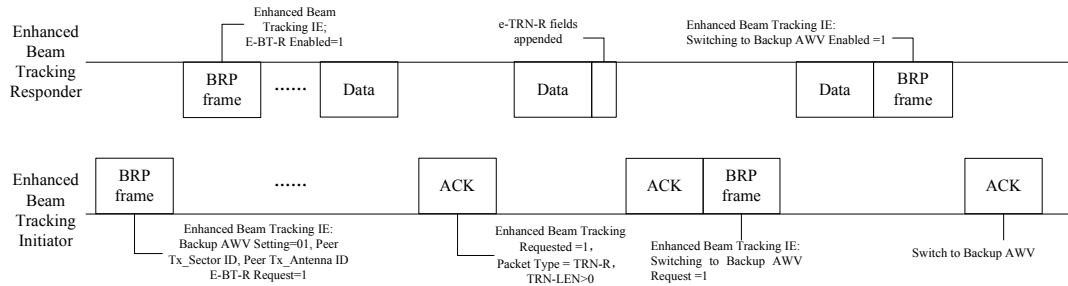 Enhanced Beam
Tracking IE;
E-BT-R Enabled=1
e-TRN-R fields
appended
Enhanced Beam Tracking IE:
Switching to Backup AWV Enabled =1
Enhanced
Beam
Tracking
Responder
BRP
frame
......
Data
Data
Data
BRP
frame
Enhanced
Beam
Tracking
Initiator
BRP
frame
......
ACK
ACK
BRP
frame
ACK
Enhanced Beam Tracking IE:
Backup AWV Setting=01, Peer
Tx_Sector ID, Peer Tx_Antenna ID
E-BT-R Request=1
Enhanced Beam Tracking
Requested =1,
Packet Type = TRN-R,
TRN-LEN>0
Enhanced Beam Tracking IE:
Switching to Backup AWV
Request =1
Switch to Backup AWV